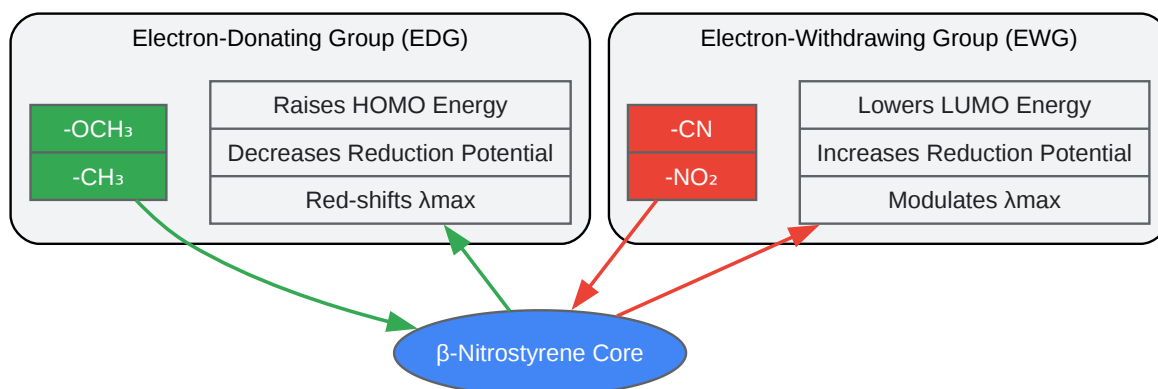 Electron-Donating Group (EDG)
-OCH₃
-CH₃
Raises HOMO Energy
Decreases Reduction Potential
Red-shifts λmax
Electron-Withdrawing Group (EWG)
-CN
-NO₂
Lowers LUMO Energy
Increases Reduction Potential
Modulates λmax
β-Nitrostyrene Core